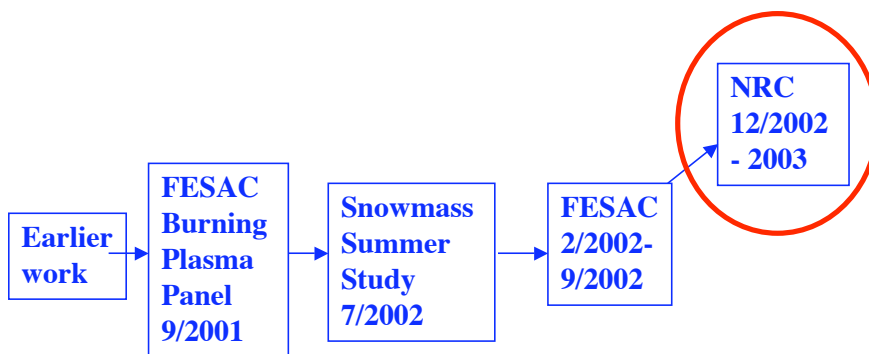 Earlier
work
FESAC
Burning
Plasma
Panel
9/2001
Snowmass
Summer
Study
7/2002
FESAC
2/2002-
9/2002
NRC
12/2002
- 2003